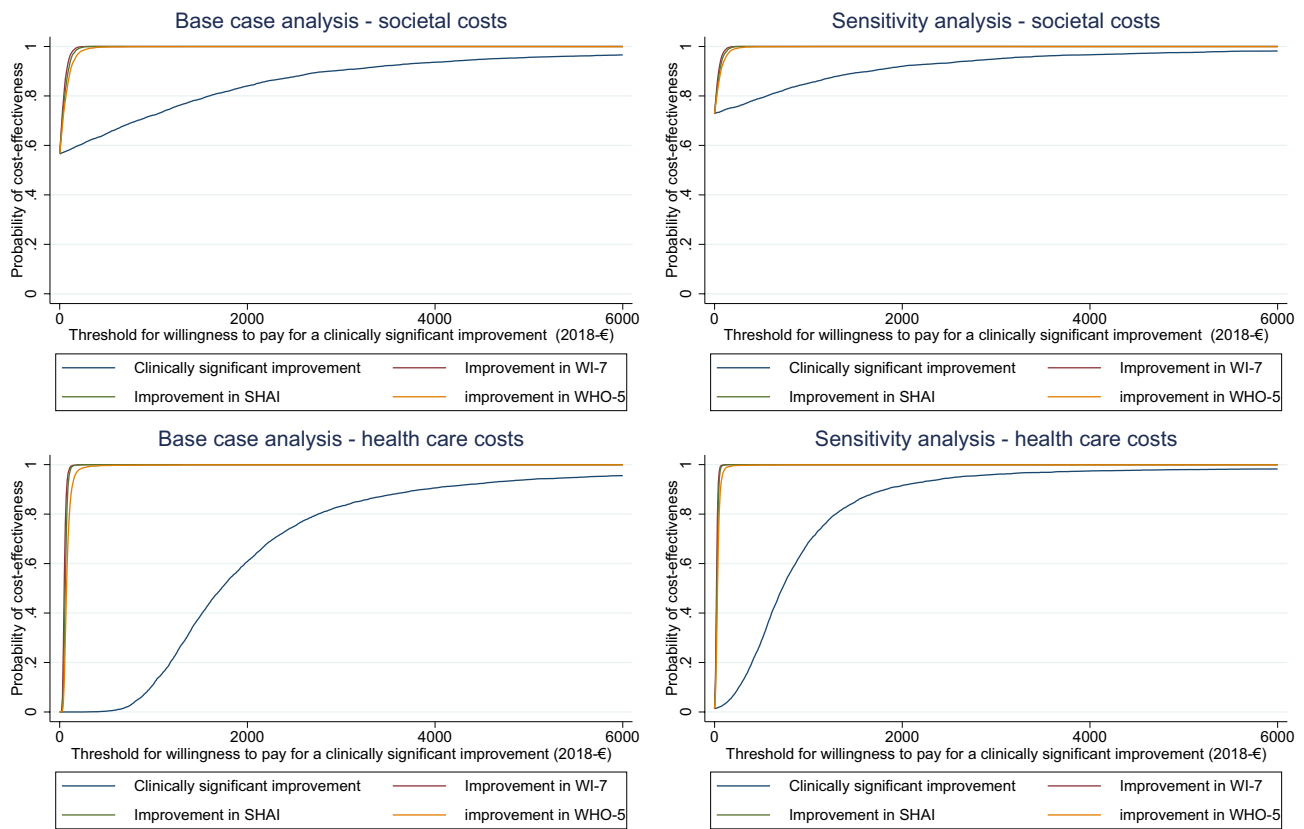 Base case analysis - societal costs
Probability of cost-effectiveness
0 .2 .4 .6 .8 1
0 2000 4000 6000
Threshold for willingness to pay for a clinically significant improvement (2018-€)
Clinically significant improvement Improvement in WI-7
Improvement in SHAI improvement in WHO-5
Sensitivity analysis - societal costs
Probability of cost-effectiveness
0 .2 .4 .6 .8 1
0 2000 4000 6000
Threshold for willingness to pay for a clinically significant improvement (2018-€)
Clinically significant improvement Improvement in WI-7
Improvement in SHAI improvement in WHO-5
Base case analysis - health care costs
Probability of cost-effectiveness
0 .2 .4 .6 .8 1
0 2000 4000 6000
Threshold for willingness to pay for a clinically significant improvement (2018-€)
Clinically significant improvement Improvement in WI-7
Improvement in SHAI improvement in WHO-5
Sensitivity analysis - health care costs
Probability of cost-effectiveness
0 .2 .4 .6 .8 1
0 2000 4000 6000
Threshold for willingness to pay for a clinically significant improvement (2018-€)
Clinically significant improvement Improvement in WI-7
Improvement in SHAI improvement in WHO-5